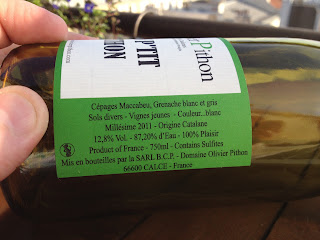 Pithon
P'TIT
Cépages Maccabeu, Grenache blanc et gris
Sols divers - Vignes jeunes - Couleur...blanc
Millésime 2011 - Origine Catalane
12,8% Vol. - 87,20% d'Eau - 100% Plaisir
Product of France - 750ml - Contains Sulfites
Mis en bouteilles par la SARL B.C.P. - Domaine Olivier Pithon
66600 CALCE - France